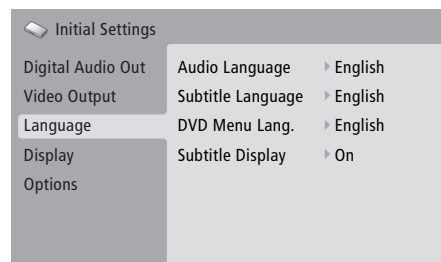 Initial Settings
Digital Audio Out
Video Output
Language
Display
Options
Audio Language English
Subtitle Language English
DVD Menu Lang. English
Subtitle Display On